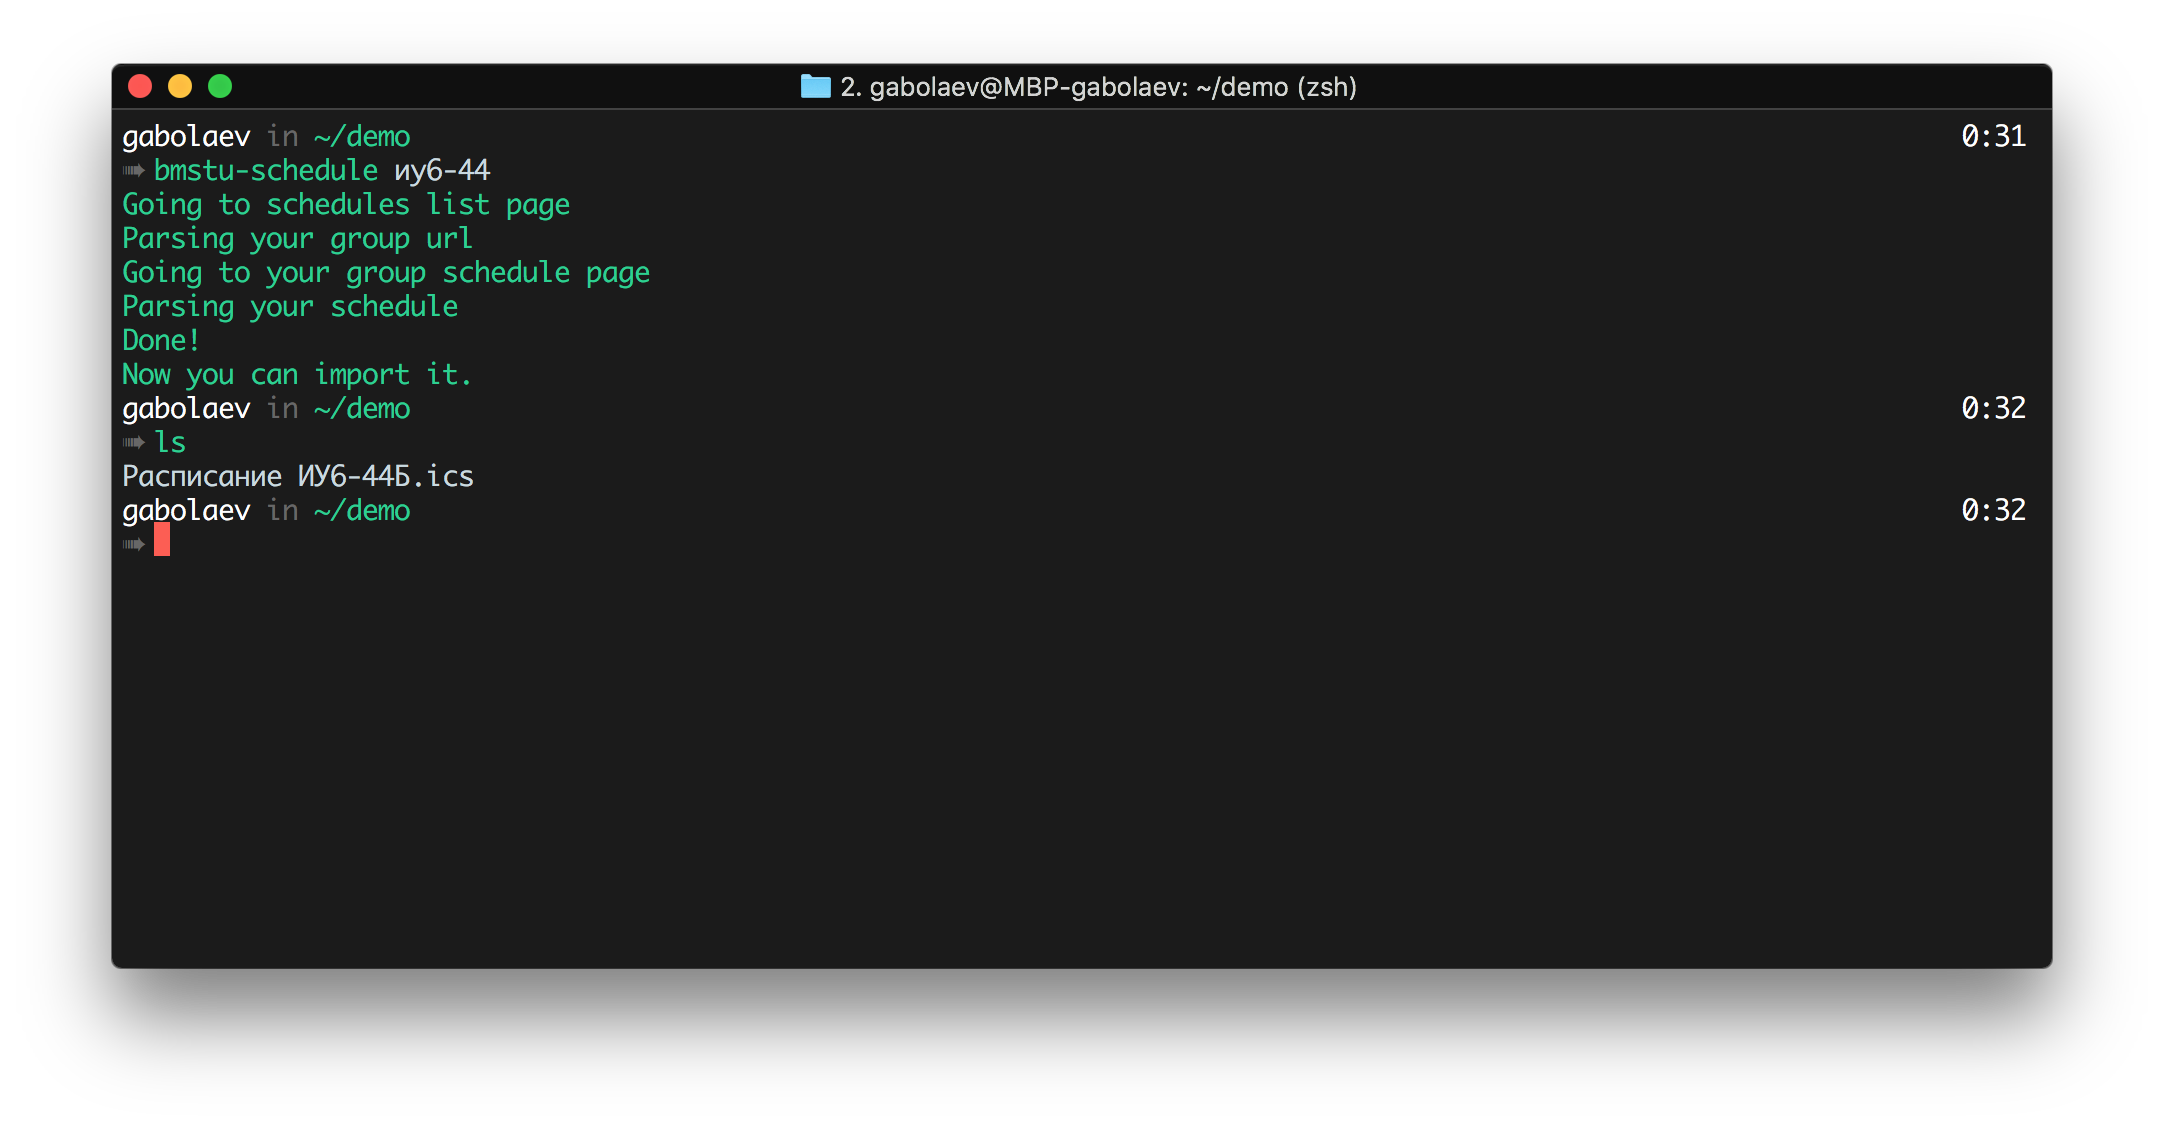 2. gabolaev@MBP-gabolaev: ~/demo (zsh)
gabolaev in ~/demo 0:31
➠ bmstu-schedule иу6-44
Going to schedules list page
Parsing your group url
Going to your group schedule page
Parsing your schedule
Done!
Now you can import it.
gabolaev in ~/demo 0:32
➠ ls
Расписание ИУ6-44Б.ics
gabolaev in ~/demo 0:32
➠